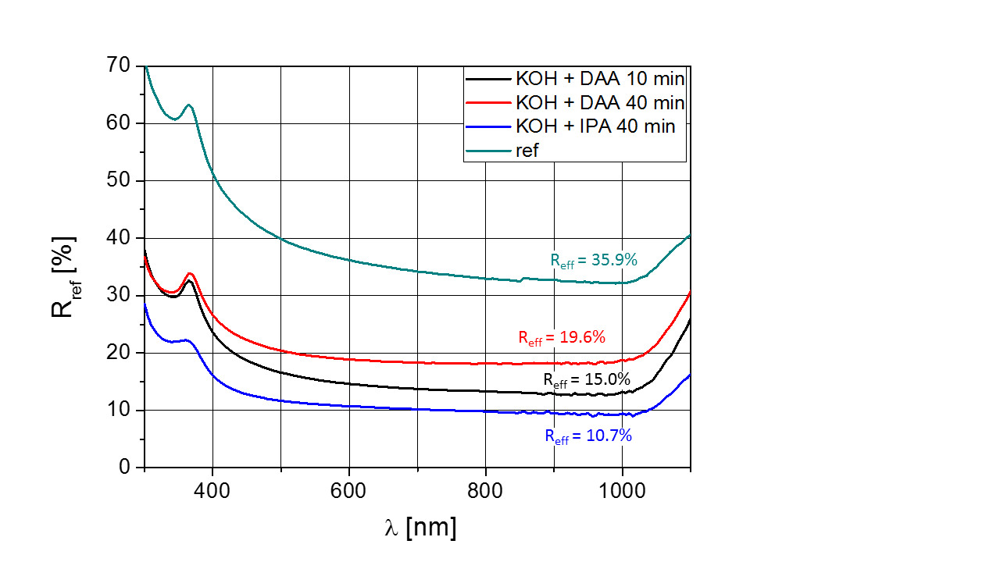 70
60
50
40
30
20
10
0
R_ref [%]
KOH + DAA 10 min
KOH + DAA 40 min
KOH + IPA 40 min
ref
R_eff = 35.9%
R_eff = 19.6%
R_eff = 15.0%
R_eff = 10.7%
400 600 800 1000
λ [nm]